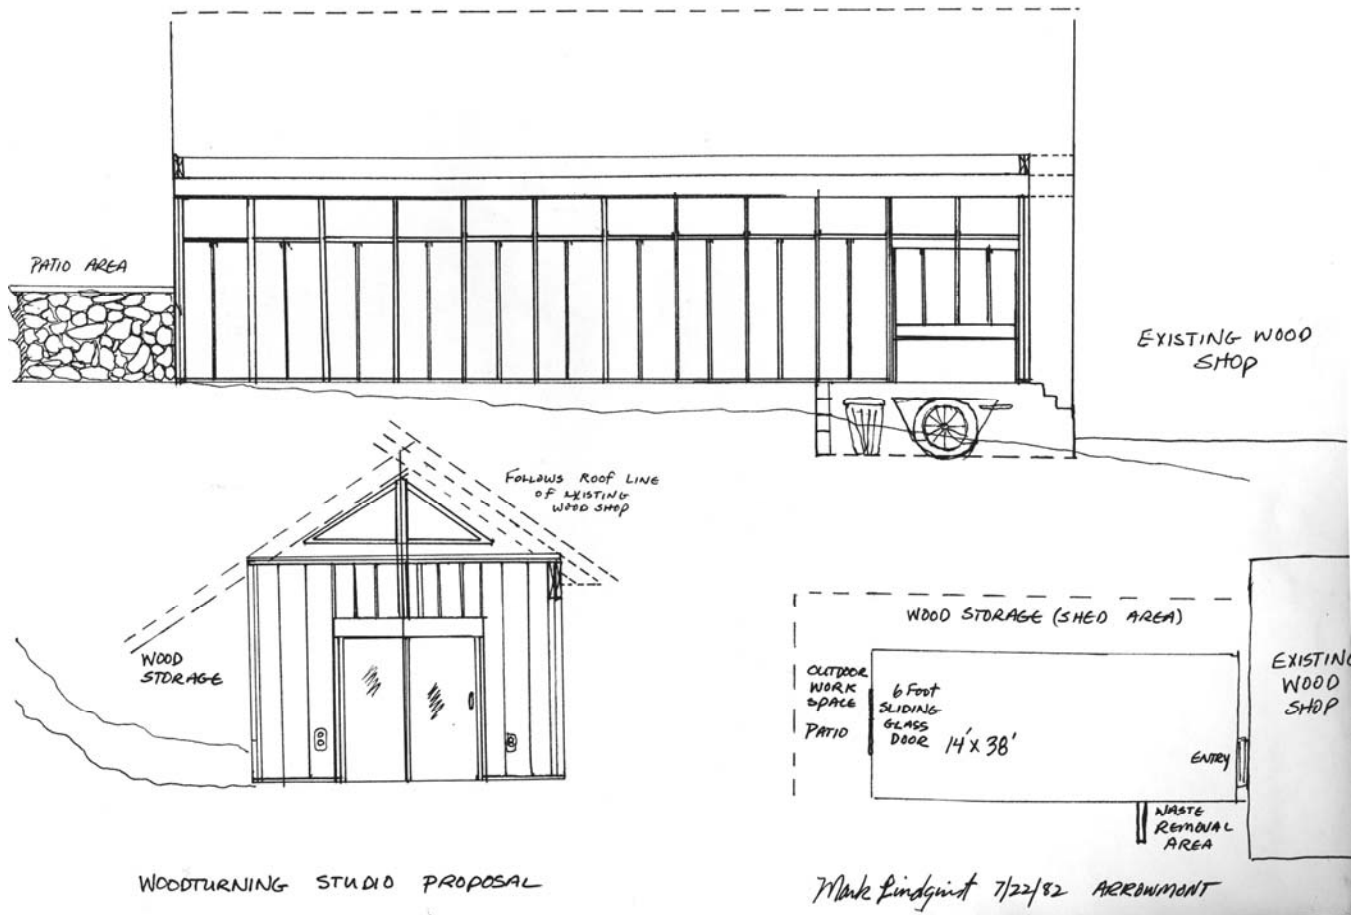 PATIO AREA
EXISTING WOOD
SHOP
FOLLOWS ROOF LINE
OF EXISTING
WOOD SHOP
WOOD
STORAGE
WOOD STORAGE (SHED AREA)
OUTDOOR
WORK
SPACE
PATIO
6 FOOT
SLIDING
GLASS
DOOR
14' X 38'
ENTRY
EXISTING
WOOD
SHOP
WASTE
REMOVAL
AREA
WOODTURNING STUDIO PROPOSAL
Mark Lindquist 7/22/82 ARROWMONT